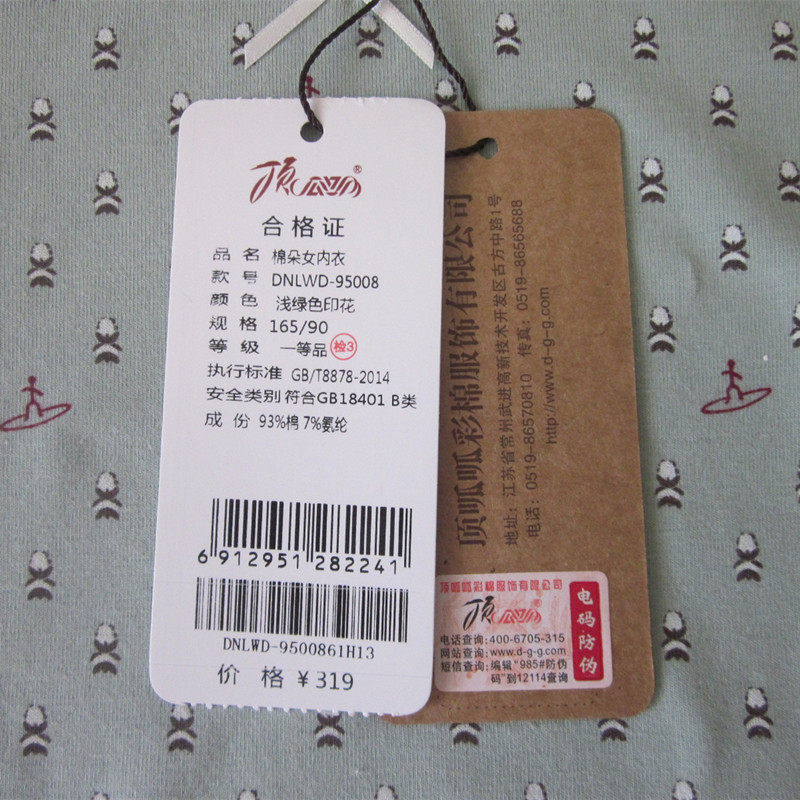 顶呱呱®
合格证
品 名 棉朵女内衣
款 号 DNLWD-95008
颜 色 浅绿色印花
规 格 165/90
等 级 一等品 检3
执行标准 GB/T8878-2014
安全类别 符合GB18401 B类
成 份 93%棉 7%氨纶
6 912951 282241
DNLWD-9500861H13
价 格 ¥319
顶呱呱彩棉服饰有限公司
地址：江苏省常州武进高新技术开发区古方中路1号
电话：0519-86570810 传真：0519-86565688
http://www.d-g-g.com
顶呱呱彩棉服饰有限公司
顶呱呱
电话查询:400-6705-315
网站查询:www.d-g-g.com
短信查询:编辑"985#防伪
码"到12114查询
电码防伪